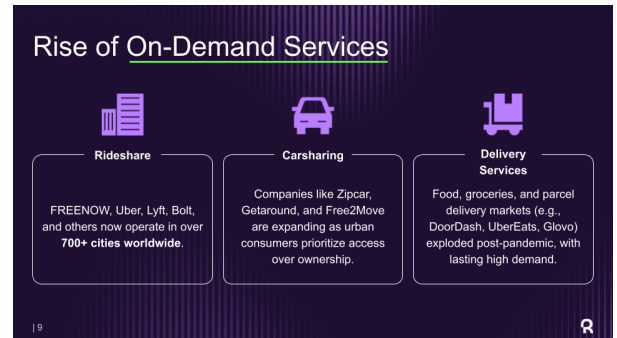 Rise of On-Demand Services
Rideshare
FREENOW, Uber, Lyft, Bolt,
and others now operate in over
700+ cities worldwide.
Carsharing
Companies like Zipcar,
Getaround, and Free2Move
are expanding as urban
consumers prioritize access
over ownership.
Delivery
Services
Food, groceries, and parcel
delivery markets (e.g.,
DoorDash, UberEats, Glovo)
exploded post-pandemic, with
lasting high demand.
| 9